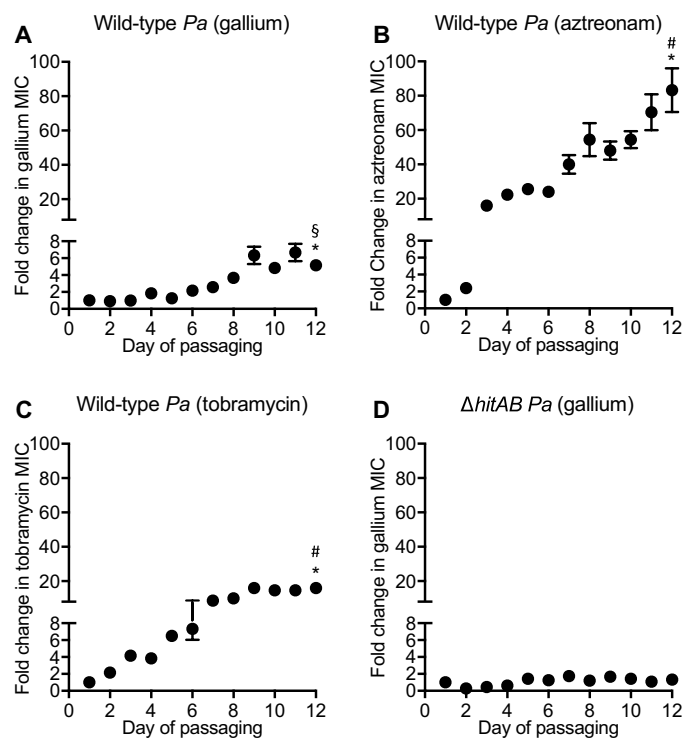 A
Wild-type Pa (gallium)
Fold change in gallium MIC
100
80
60
40
20
8
6
4
2
0
§
*
0 2 4 6 8 10 12
Day of passaging
B
Wild-type Pa (aztreonam)
Fold Change in aztreonam MIC
100
80
60
40
20
8
6
4
2
0
#
*
0 2 4 6 8 10 12
Day of passaging
C
Wild-type Pa (tobramycin)
Fold change in tobramycin MIC
100
80
60
40
20
8
6
4
2
0
#
*
0 2 4 6 8 10 12
Day of passaging
D
ΔhitAB Pa (gallium)
Fold change in gallium MIC
100
80
60
40
20
8
6
4
2
0
0 2 4 6 8 10 12
Day of passaging